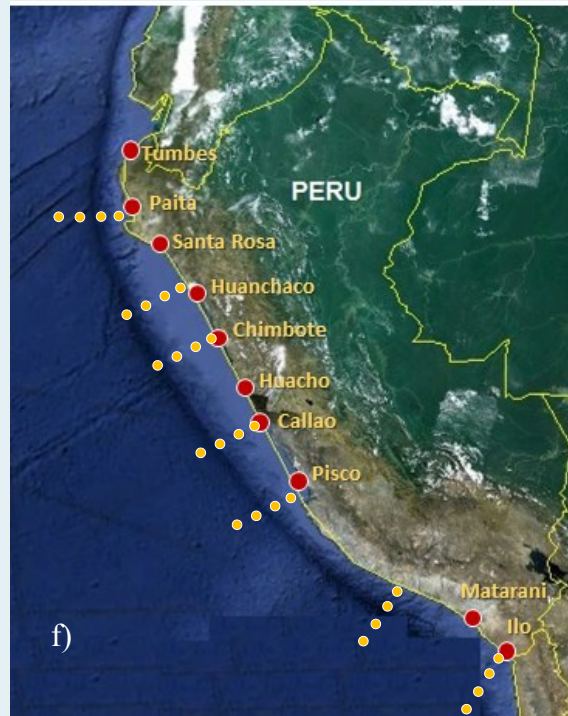 Tumbes
Paita
PERU
Santa Rosa
Huanchaco
Chimbote
Huacho
Callao
Pisco
Matarani
Ilo
f)